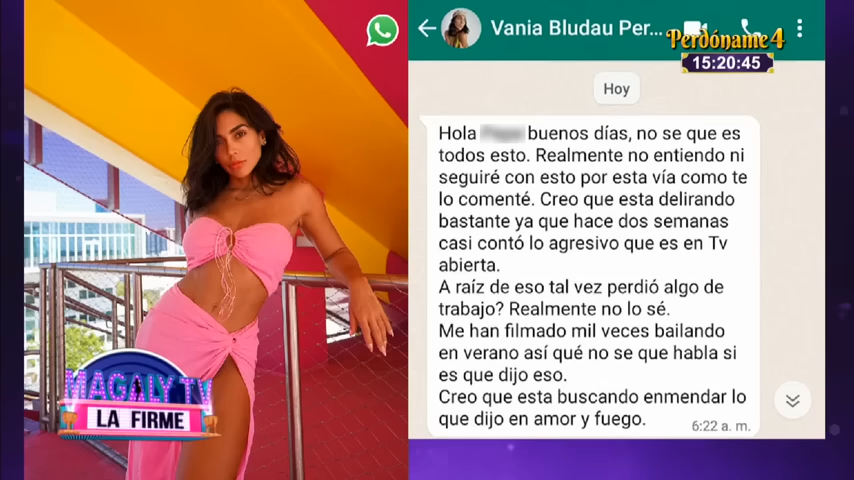 Vania Bludau Per...
Perdóname 4
15:20:45
Hoy
Hola buenos días, no se que es
todos esto. Realmente no entiendo ni
seguiré con esto por esta vía como te
lo comenté. Creo que esta delirando
bastante ya que hace dos semanas
casi contó lo agresivo que es en Tv
abierta.
A raíz de eso tal vez perdió algo de
trabajo? Realmente no lo sé.
Me han filmado mil veces bailando
en verano así qué no se que habla si
es que dijo eso.
Creo que esta buscando enmendar lo
que dijo en amor y fuego.
6:22 a. m.
MAGALY TV
LA FIRME